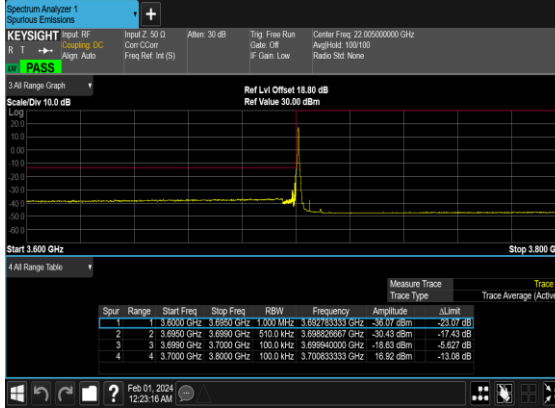 Spectrum Analyzer 1
Spurious Emissions
+
KEYSIGHT Input: RF Input Z: 50 Ω Atten: 30 dB Trig: Free Run Center Freq: 22.005000000 GHz
R T Coupling: DC Corr CCorr Gate: Off Avg|Hold: 100/100
Align: Auto Freq Ref: Int (S) IF Gain: Low Radio Std: None
PASS
3 All Range Graph
Ref Lvl Offset 18.80 dB
Scale/Div 10.0 dB Ref Value 30.00 dBm
Log
20.0
10.0
0.00
-10.0
-20.0
-30.0
-40.0
-50.0
-60.0
Start 3.600 GHz Stop 3.800 G
4 All Range Table
Measure Trace Trace
Trace Type Trace Average (Active
Spur Range Start Freq Stop Freq RBW Frequency Amplitude ΔLimit
1 1 3.6000 GHz 3.6950 GHz 1.000 MHz 3.692783333 GHz -36.07 dBm -23.07 dB
2 2 3.6950 GHz 3.6990 GHz 510.0 kHz 3.698826667 GHz -30.43 dBm -17.43 dB
3 3 3.6990 GHz 3.7000 GHz 100.0 kHz 3.699940000 GHz -18.63 dBm -5.627 dB
4 4 3.7000 GHz 3.8000 GHz 100.0 kHz 3.700833333 GHz 16.92 dBm -13.08 dB
? Feb 01, 2024
12:23:16 AM